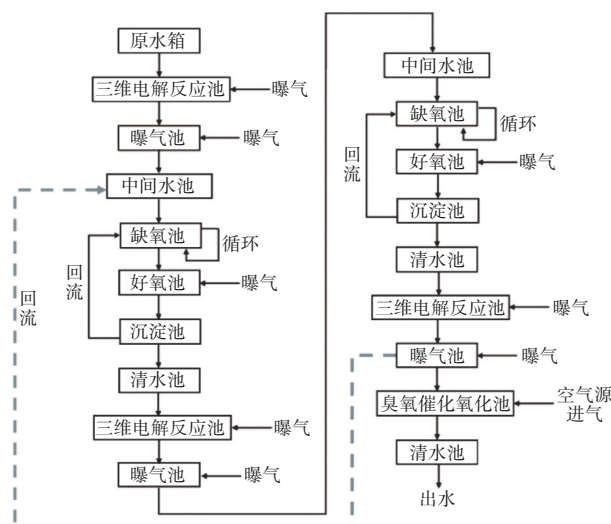 原水箱
三维电解反应池
曝气
曝气池
曝气
中间水池
缺氧池
循环
回流
好氧池
曝气
回流
沉淀池
清水池
三维电解反应池
曝气
曝气池
曝气
中间水池
缺氧池
循环
回流
好氧池
曝气
沉淀池
清水池
三维电解反应池
曝气
曝气池
曝气
臭氧催化氧化池
空气源
进气
清水池
出水